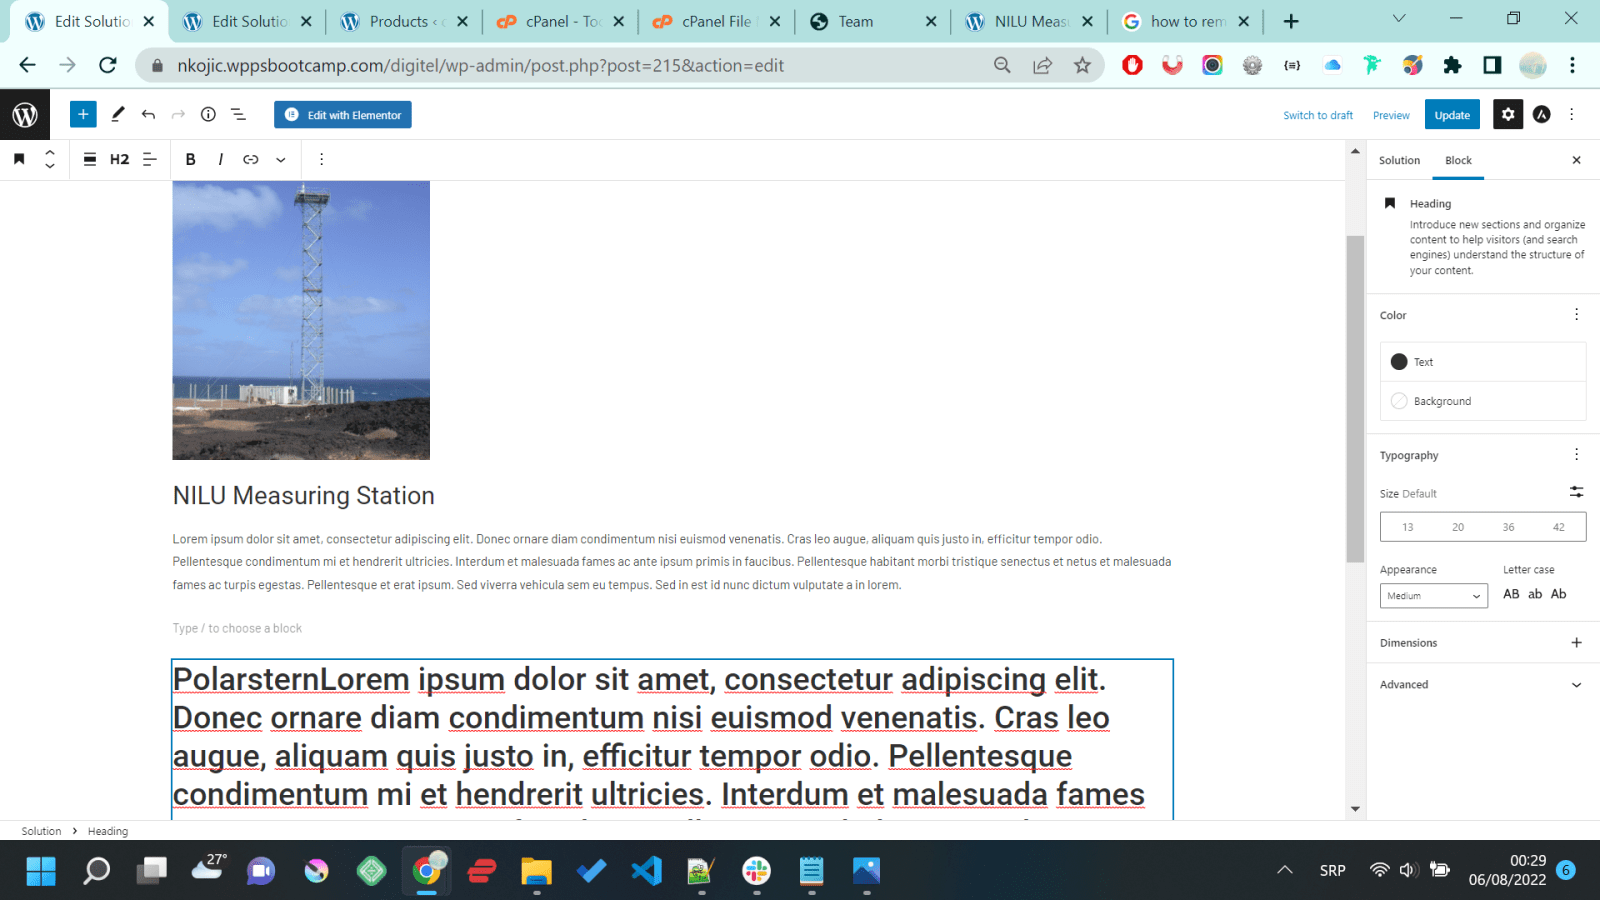 Edit Solutio
Edit Solutio
Products ‹
cPanel - Too
cPanel File
Team
NILU Meas
how to rem
nkojic.wppsbootcamp.com/digitel/wp-admin/post.php?post=215&action=edit
Edit with Elementor
Switch to draft
Preview
Update
H2
B
I
Solution
Block
Heading
Introduce new sections and organize
content to help visitors (and search
engines) understand the structure of
your content.
Color
Text
Background
Typography
Size Default
13 20 36 42
Appearance
Letter case
Medium
AB ab Ab
Dimensions
Advanced
NILU Measuring Station
Lorem ipsum dolor sit amet, consectetur adipiscing elit. Donec ornare diam condimentum nisi euismod venenatis. Cras leo augue, aliquam quis justo in, efficitur tempor odio.
Pellentesque condimentum mi et hendrerit ultricies. Interdum et malesuada fames ac ante ipsum primis in faucibus. Pellentesque habitant morbi tristique senectus et netus et malesuada
fames ac turpis egestas. Pellentesque et erat ipsum. Sed viverra vehicula sem eu tempus. Sed in est id nunc dictum vulputate a in lorem.
Type / to choose a block
PolarsternLorem ipsum dolor sit amet, consectetur adipiscing elit.
Donec ornare diam condimentum nisi euismod venenatis. Cras leo
augue, aliquam quis justo in, efficitur tempor odio. Pellentesque
condimentum mi et hendrerit ultricies. Interdum et malesuada fames
Solution › Heading
27°
SRP
00:29
06/08/2022
6